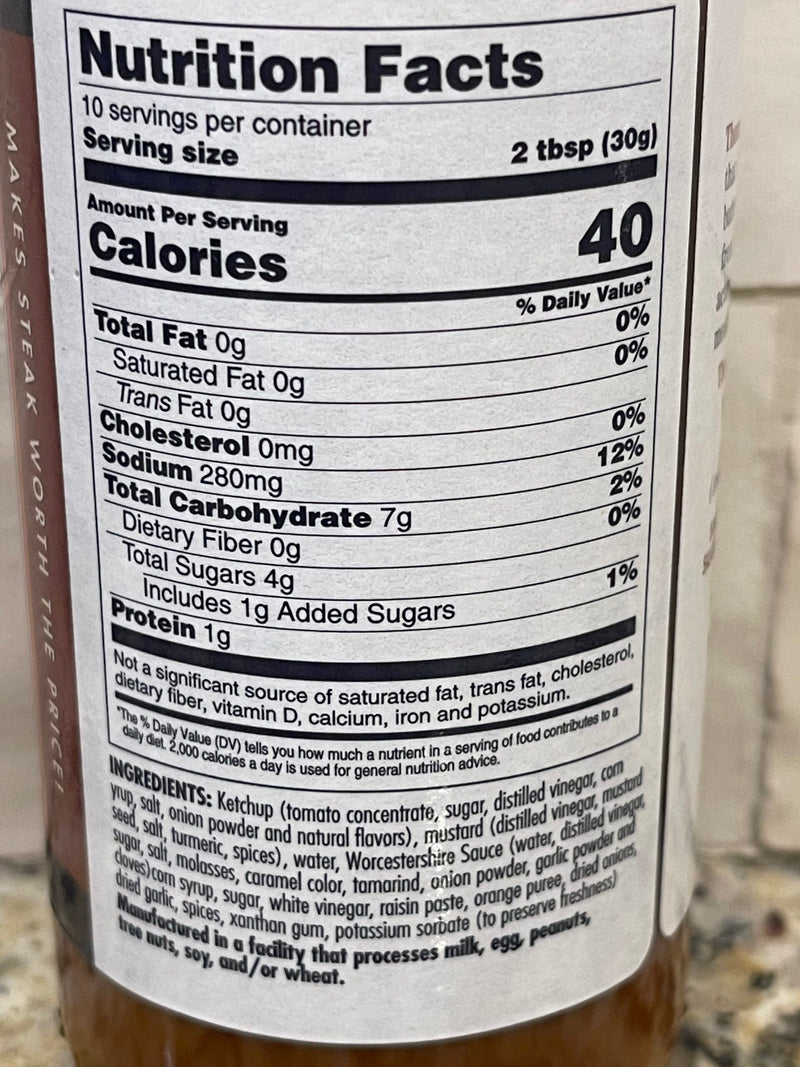 Nutrition Facts
10 servings per container
Serving size 2 tbsp (30g)
Amount Per Serving
Calories 40
% Daily Value*
Total Fat 0g 0%
Saturated Fat 0g 0%
Trans Fat 0g
Cholesterol 0mg 0%
Sodium 280mg 12%
Total Carbohydrate 7g 2%
Dietary Fiber 0g 0%
Total Sugars 4g
Includes 1g Added Sugars 1%
Protein 1g
Not a significant source of saturated fat, trans fat, cholesterol,
dietary fiber, vitamin D, calcium, iron and potassium.
*The % Daily Value (DV) tells you how much a nutrient in a serving of food contributes to a
daily diet. 2,000 calories a day is used for general nutrition advice.
INGREDIENTS: Ketchup (tomato concentrate, sugar, distilled vinegar, corn
yrup, salt, onion powder and natural flavors), mustard (distilled vinegar, mustard
seed, salt, turmeric, spices), water, Worcestershire Sauce (water, distilled vinegar,
sugar, salt, molasses, caramel color, tamarind, onion powder, garlic powder and
cloves)corn syrup, sugar, white vinegar, raisin paste, orange puree, dried onions,
dried garlic, spices, xanthan gum, potassium sorbate (to preserve freshness)
Manufactured in a facility that processes milk, egg, peanuts,
tree nuts, soy, and/or wheat.
MAKES STEAK WORTH THE PRICE!